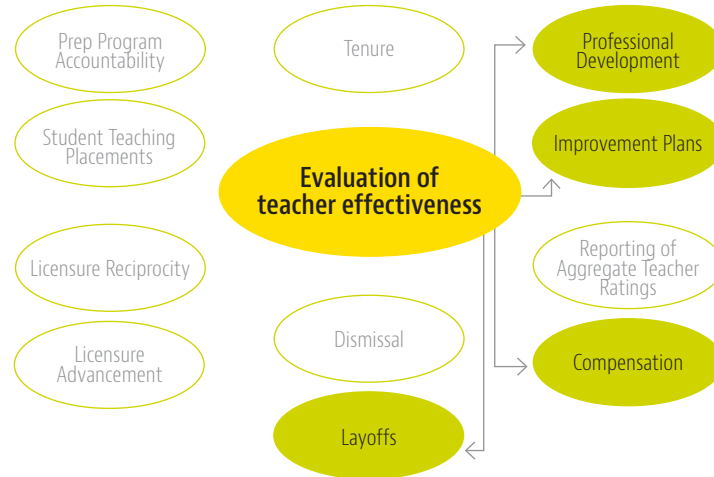 Prep Program
Accountability
Tenure
Professional
Development
Student Teaching
Placements
Improvement Plans
Evaluation of
teacher effectiveness
Licensure Reciprocity
Reporting of
Aggregate Teacher
Ratings
Dismissal
Licensure
Advancement
Compensation
Layoffs